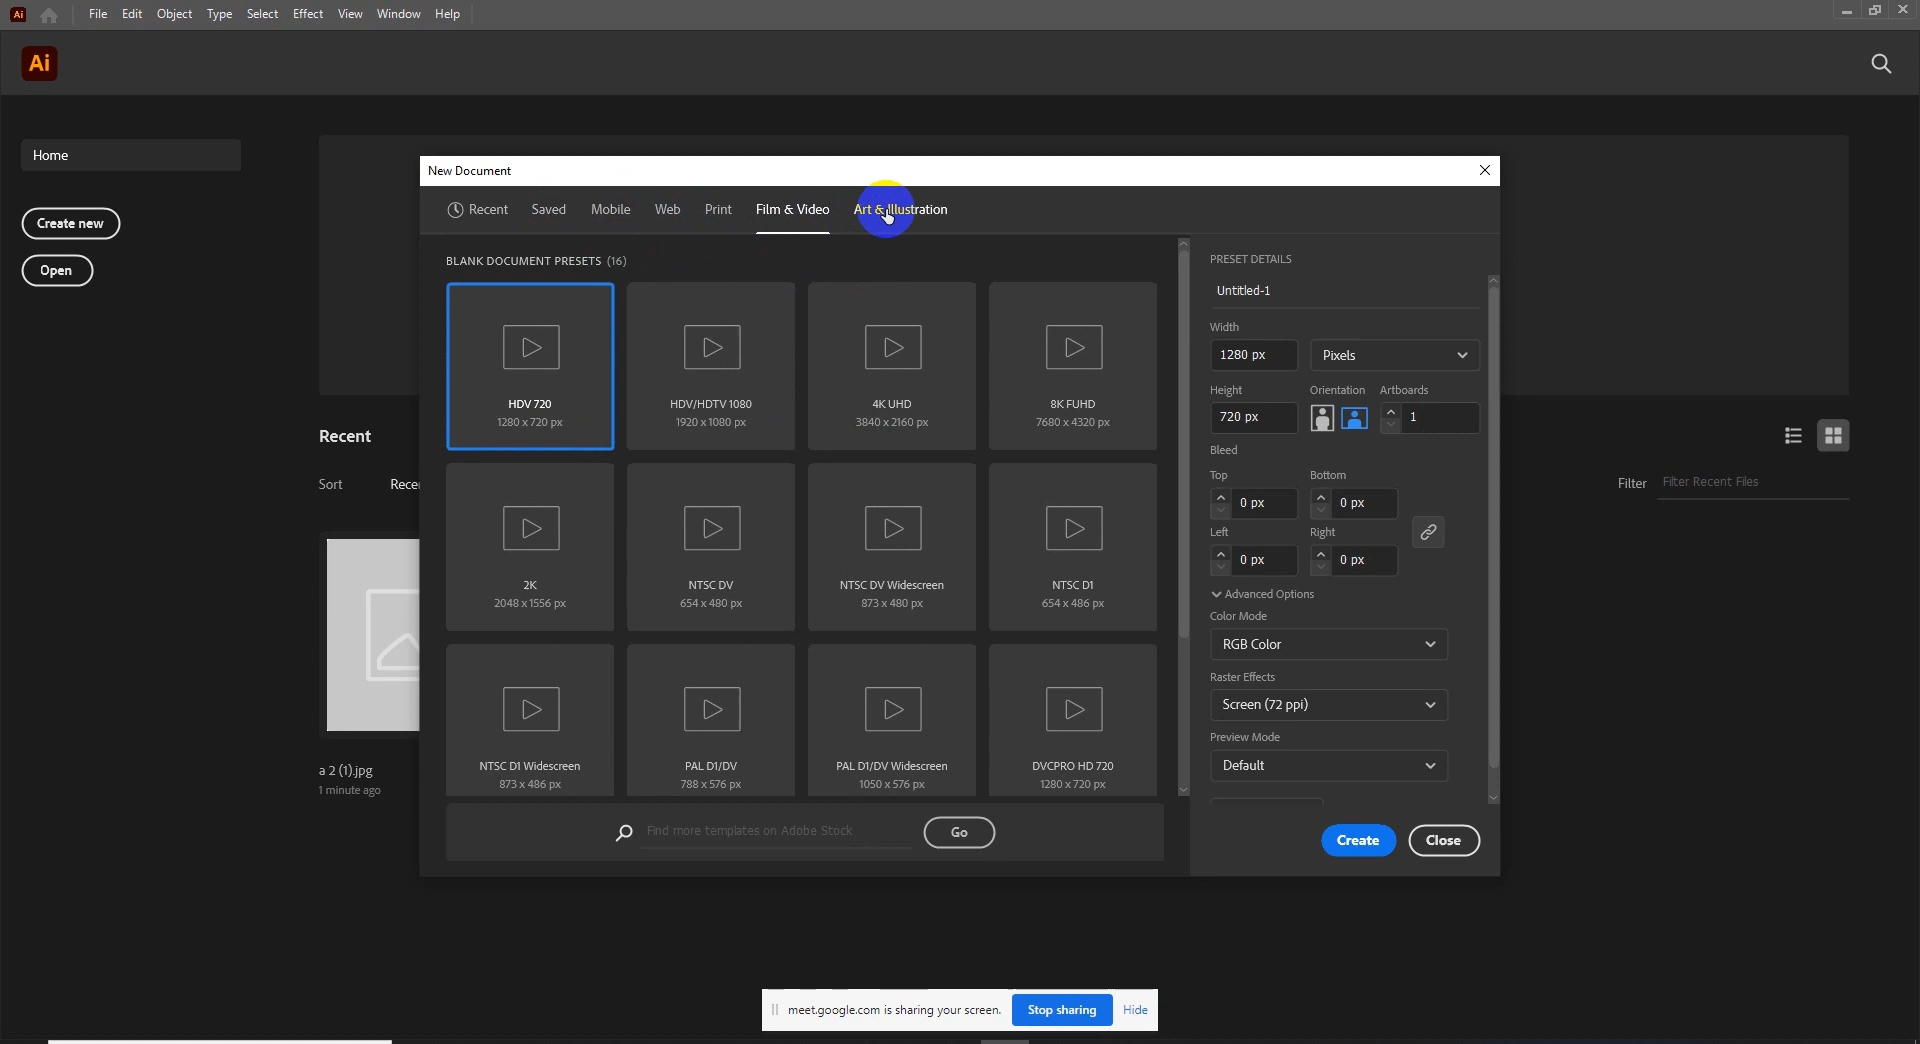 Ai
File Edit Object Type Select Effect View Window Help
Ai
Home
Create new
Open
New Document
Recent Saved Mobile Web Print Film & Video Art & Illustration
BLANK DOCUMENT PRESETS (16)
HDV 720
1280 x 720 px
HDV/HDTV 1080
1920 x 1080 px
4K UHD
3840 x 2160 px
8K FUHD
7680 x 4320 px
2K
2048 x 1556 px
NTSC DV
654 x 480 px
NTSC DV Widescreen
873 x 480 px
NTSC D1
654 x 486 px
NTSC D1 Widescreen
873 x 486 px
PAL D1/DV
788 x 576 px
PAL D1/DV Widescreen
1050 x 576 px
DVCPRO HD 720
1280 x 720 px
Find more templates on Adobe Stock
Go
PRESET DETAILS
Untitled-1
Width
1280 px Pixels
Height Orientation Artboards
720 px 1
Bleed
Top Bottom
0 px 0 px
Left Right
0 px 0 px
Advanced Options
Color Mode
RGB Color
Raster Effects
Screen (72 ppi)
Preview Mode
Default
Create Close
Recent
Sort
Filter Filter Recent Files
a 2 (1).jpg
1 minute ago
meet.google.com is sharing your screen. Stop sharing Hide